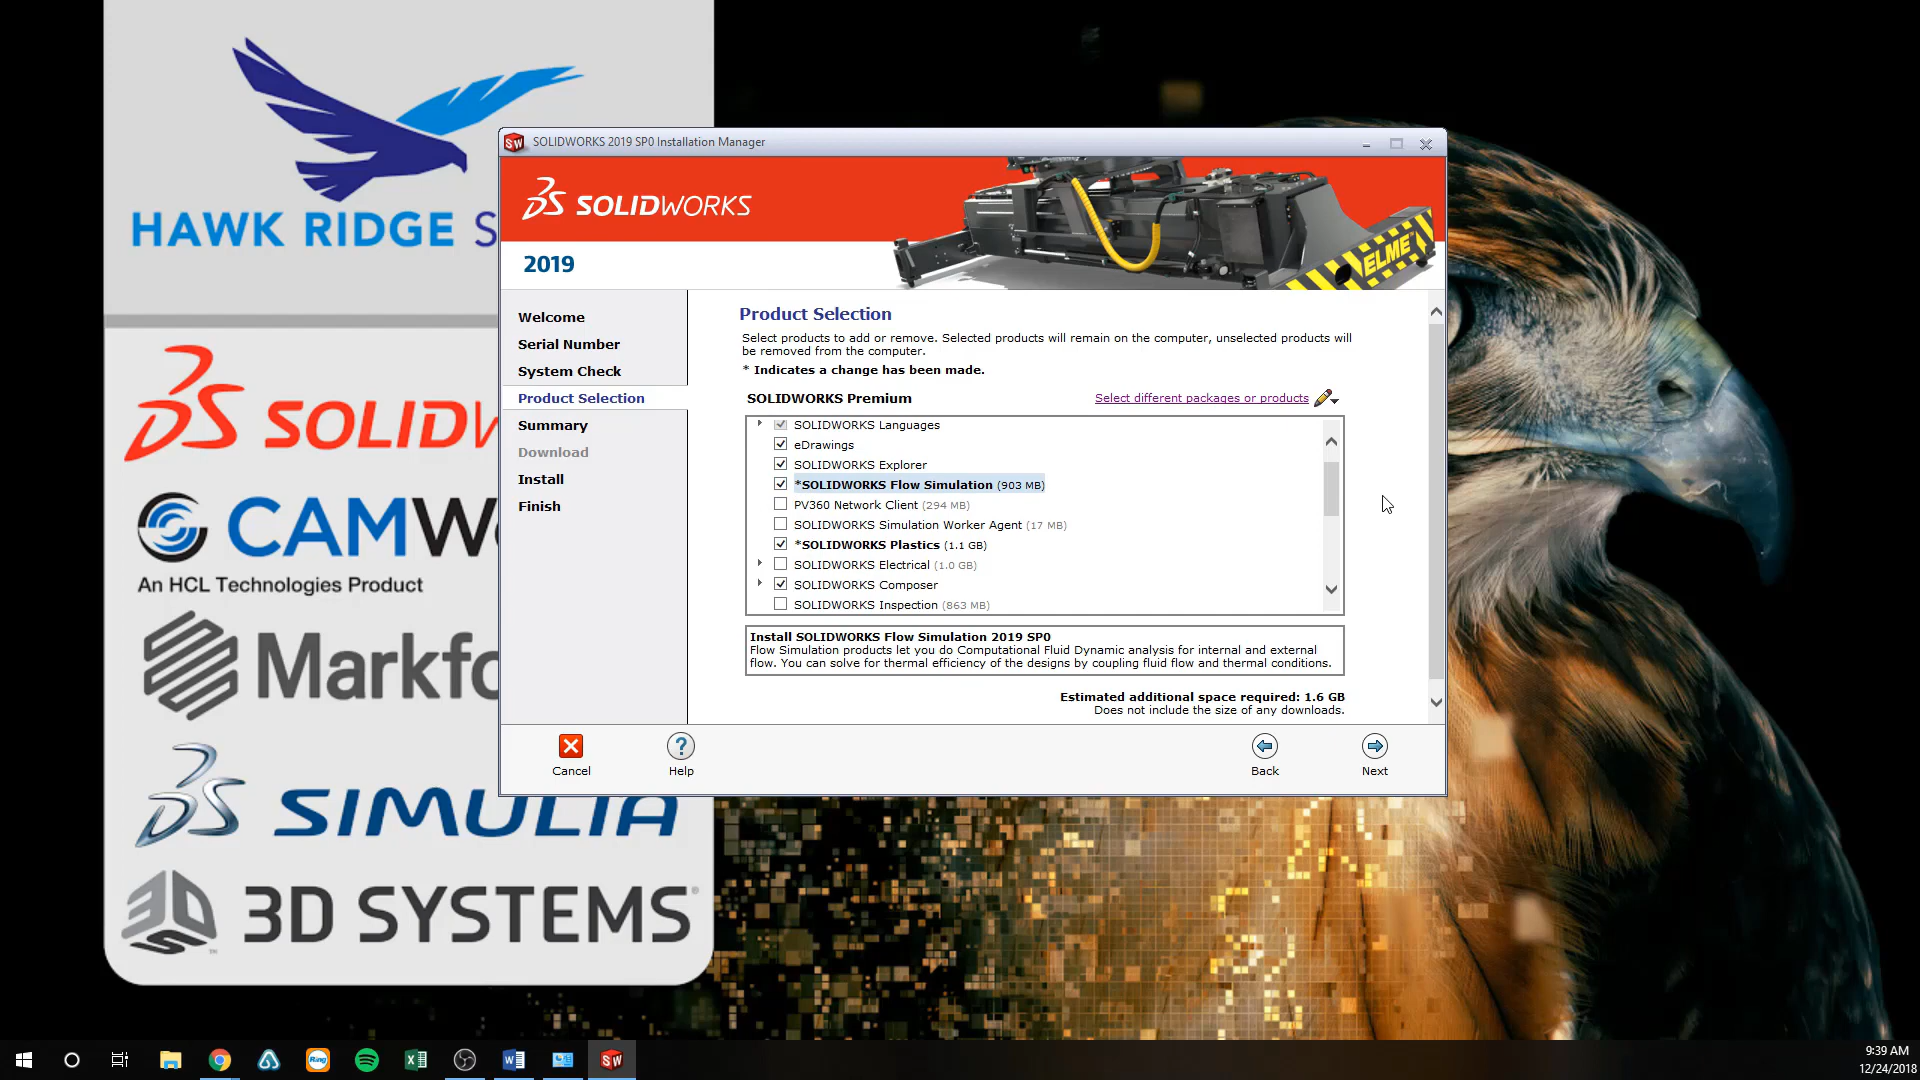 HAWK RIDGE S
SOLIDW
CAMW
An HCL Technologies Product
Markfo
SIMULIA
3D SYSTEMS
SW SOLIDWORKS 2019 SP0 Installation Manager
SOLIDWORKS
ELME
2019
Welcome
Serial Number
System Check
Product Selection
Summary
Download
Install
Finish
Product Selection
Select products to add or remove. Selected products will remain on the computer, unselected products will
be removed from the computer.
* Indicates a change has been made.
SOLIDWORKS Premium Select different packages or products
SOLIDWORKS Languages
eDrawings
SOLIDWORKS Explorer
*SOLIDWORKS Flow Simulation (903 MB)
PV360 Network Client (294 MB)
SOLIDWORKS Simulation Worker Agent (17 MB)
*SOLIDWORKS Plastics (1.1 GB)
SOLIDWORKS Electrical (1.0 GB)
SOLIDWORKS Composer
SOLIDWORKS Inspection (863 MB)
Install SOLIDWORKS Flow Simulation 2019 SP0
Flow Simulation products let you do Computational Fluid Dynamic analysis for internal and external
flow. You can solve for thermal efficiency of the designs by coupling fluid flow and thermal conditions.
Estimated additional space required: 1.6 GB
Does not include the size of any downloads.
Cancel
Help
Back
Next
Ring
SW
9:39 AM
12/24/2018